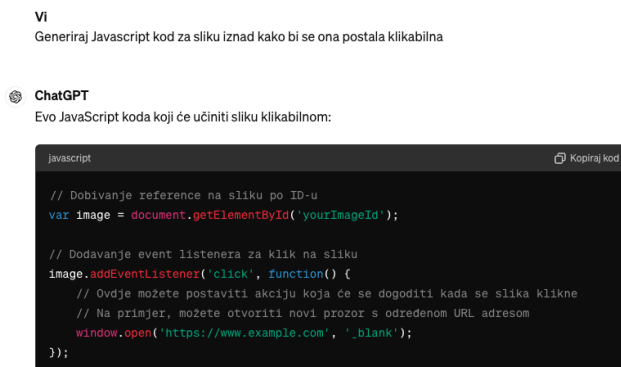 Vi
Generiraj Javascript kod za sliku iznad kako bi se ona postala klikabilna
ChatGPT
Evo JavaScript koda koji će učiniti sliku klikabilnom:
javascript
Kopiraj kod
// Dobivanje reference na sliku po ID-u
var image = document.getElementById('yourImageId');
// Dodavanje event listenera za klik na sliku
image.addEventListener('click', function() {
// Ovdje možete postaviti akciju koja će se dogoditi kada se slika klikne
// Na primjer, možete otvoriti novi prozor s određenom URL adresom
window.open('https://www.example.com', '_blank');
});